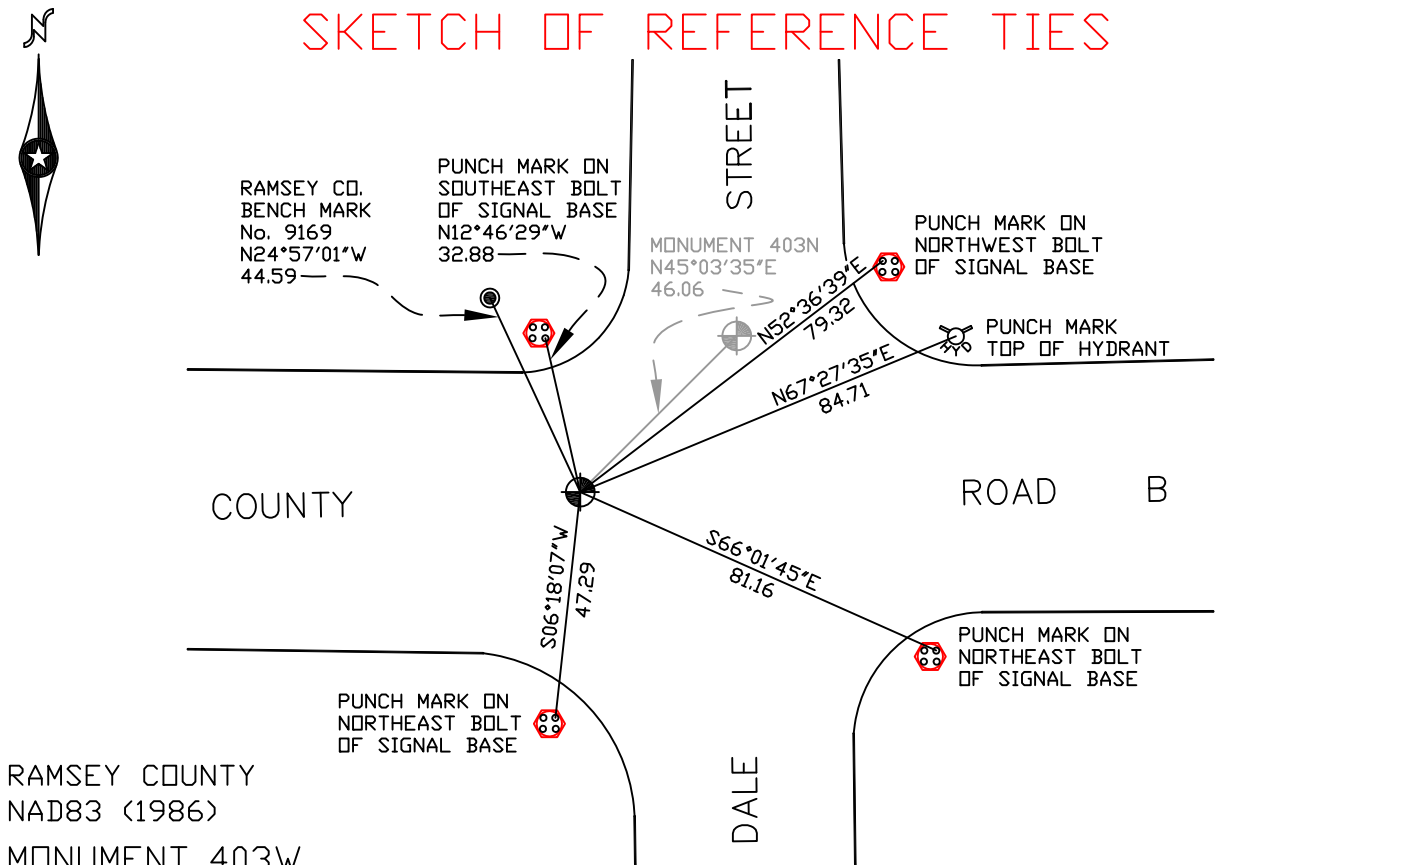 N
SKETCH OF REFERENCE TIES
STREET
RAMSEY CO.
BENCH MARK
No. 9169
N24°57'01"W
44.59
PUNCH MARK ON
SOUTHEAST BOLT
OF SIGNAL BASE
N12°46'29"W
32.88
MONUMENT 403N
N45°03'35"E
46.06
N52°36'39"E
79.32
PUNCH MARK ON
NORTHWEST BOLT
OF SIGNAL BASE
HYD
PUNCH MARK
TOP OF HYDRANT
N67°27'35"E
84.71
COUNTY
ROAD B
S66°01'45"E
81.16
S06°18'07"W
47.29
PUNCH MARK ON
NORTHEAST BOLT
OF SIGNAL BASE
PUNCH MARK ON
NORTHEAST BOLT
OF SIGNAL BASE
DALE
RAMSEY COUNTY
NAD83 (1986)
MONUMENT 403W